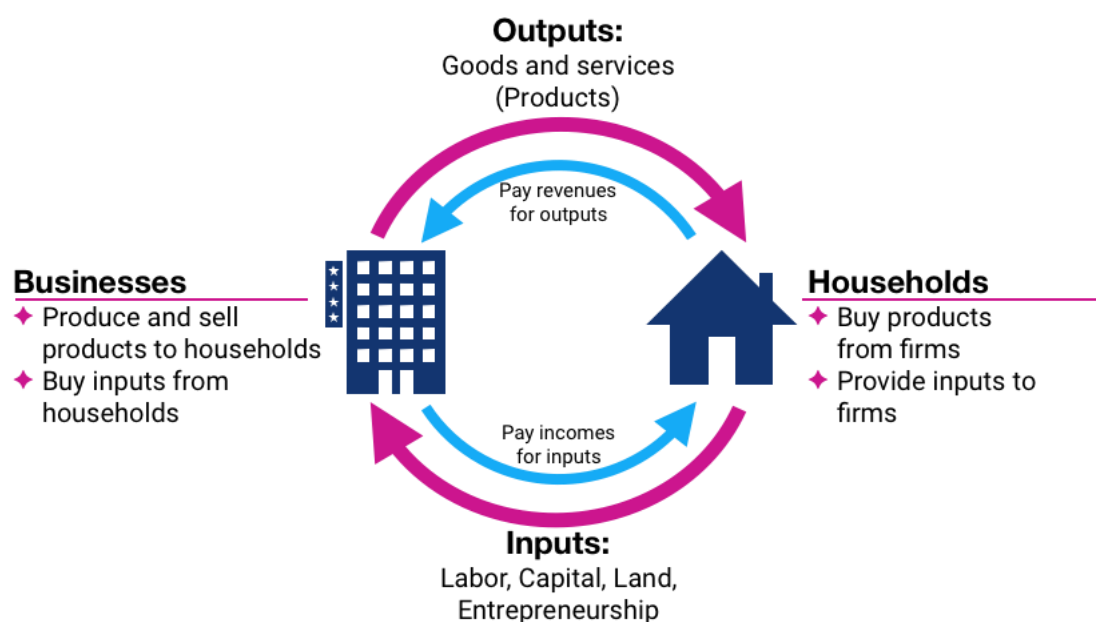 Outputs:
Goods and services
(Products)
Pay revenues
for outputs
Businesses
Produce and sell
products to households
Buy inputs from
households
Households
Buy products
from firms
Provide inputs to
firms
Pay incomes
for inputs
Inputs:
Labor, Capital, Land,
Entrepreneurship